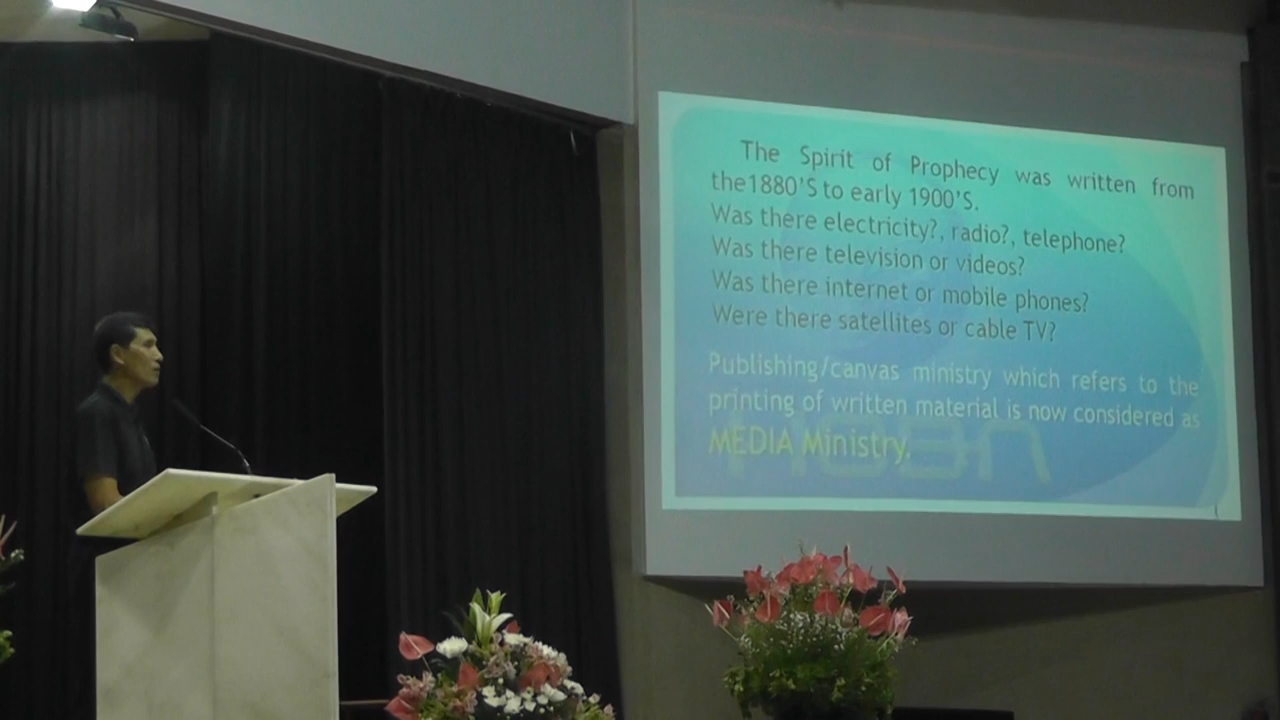 The Spirit of Prophecy was written from
the1880'S to early 1900'S.
Was there electricity?, radio?, telephone?
Was there television or videos?
Was there internet or mobile phones?
Were there satellites or cable TV?
Publishing/canvas ministry which refers to the
printing of written material is now considered as
MEDIA Ministry.